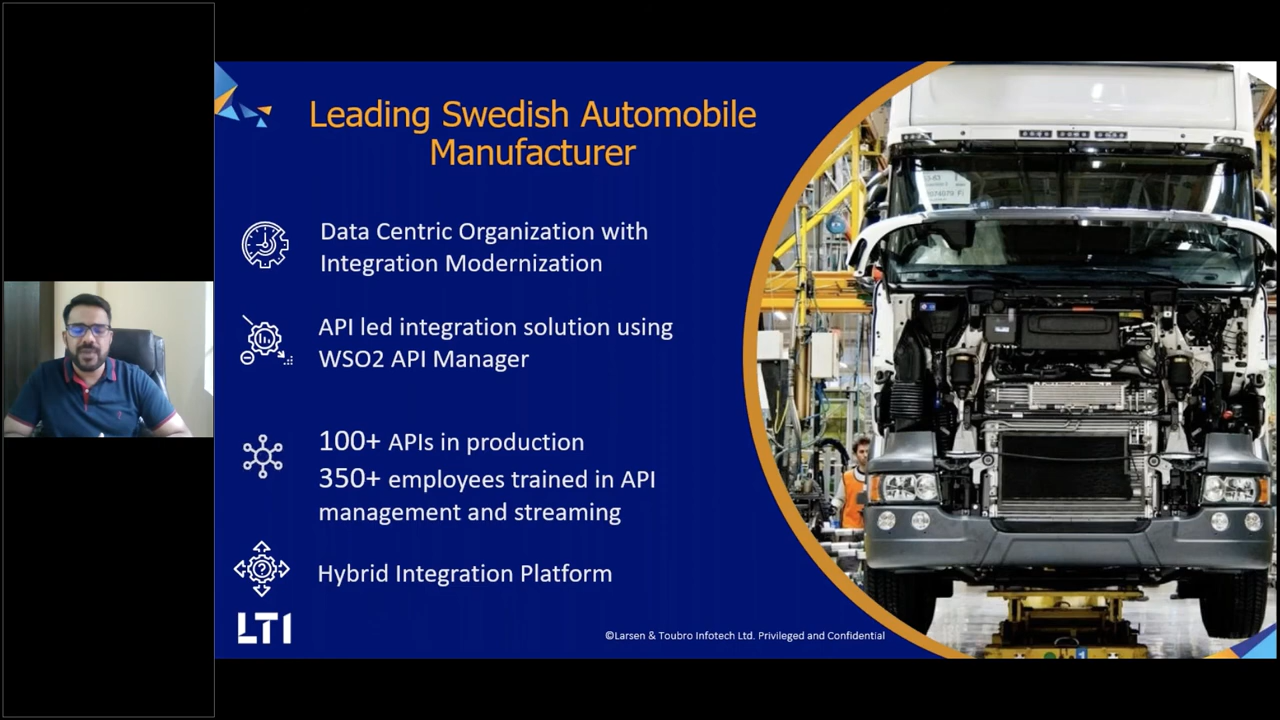 Leading Swedish Automobile
Manufacturer
Data Centric Organization with
Integration Modernization
API led integration solution using
WSO2 API Manager
100+ APIs in production
350+ employees trained in API
management and streaming
Hybrid Integration Platform
LTI
©Larsen & Toubro Infotech Ltd. Privileged and Confidential